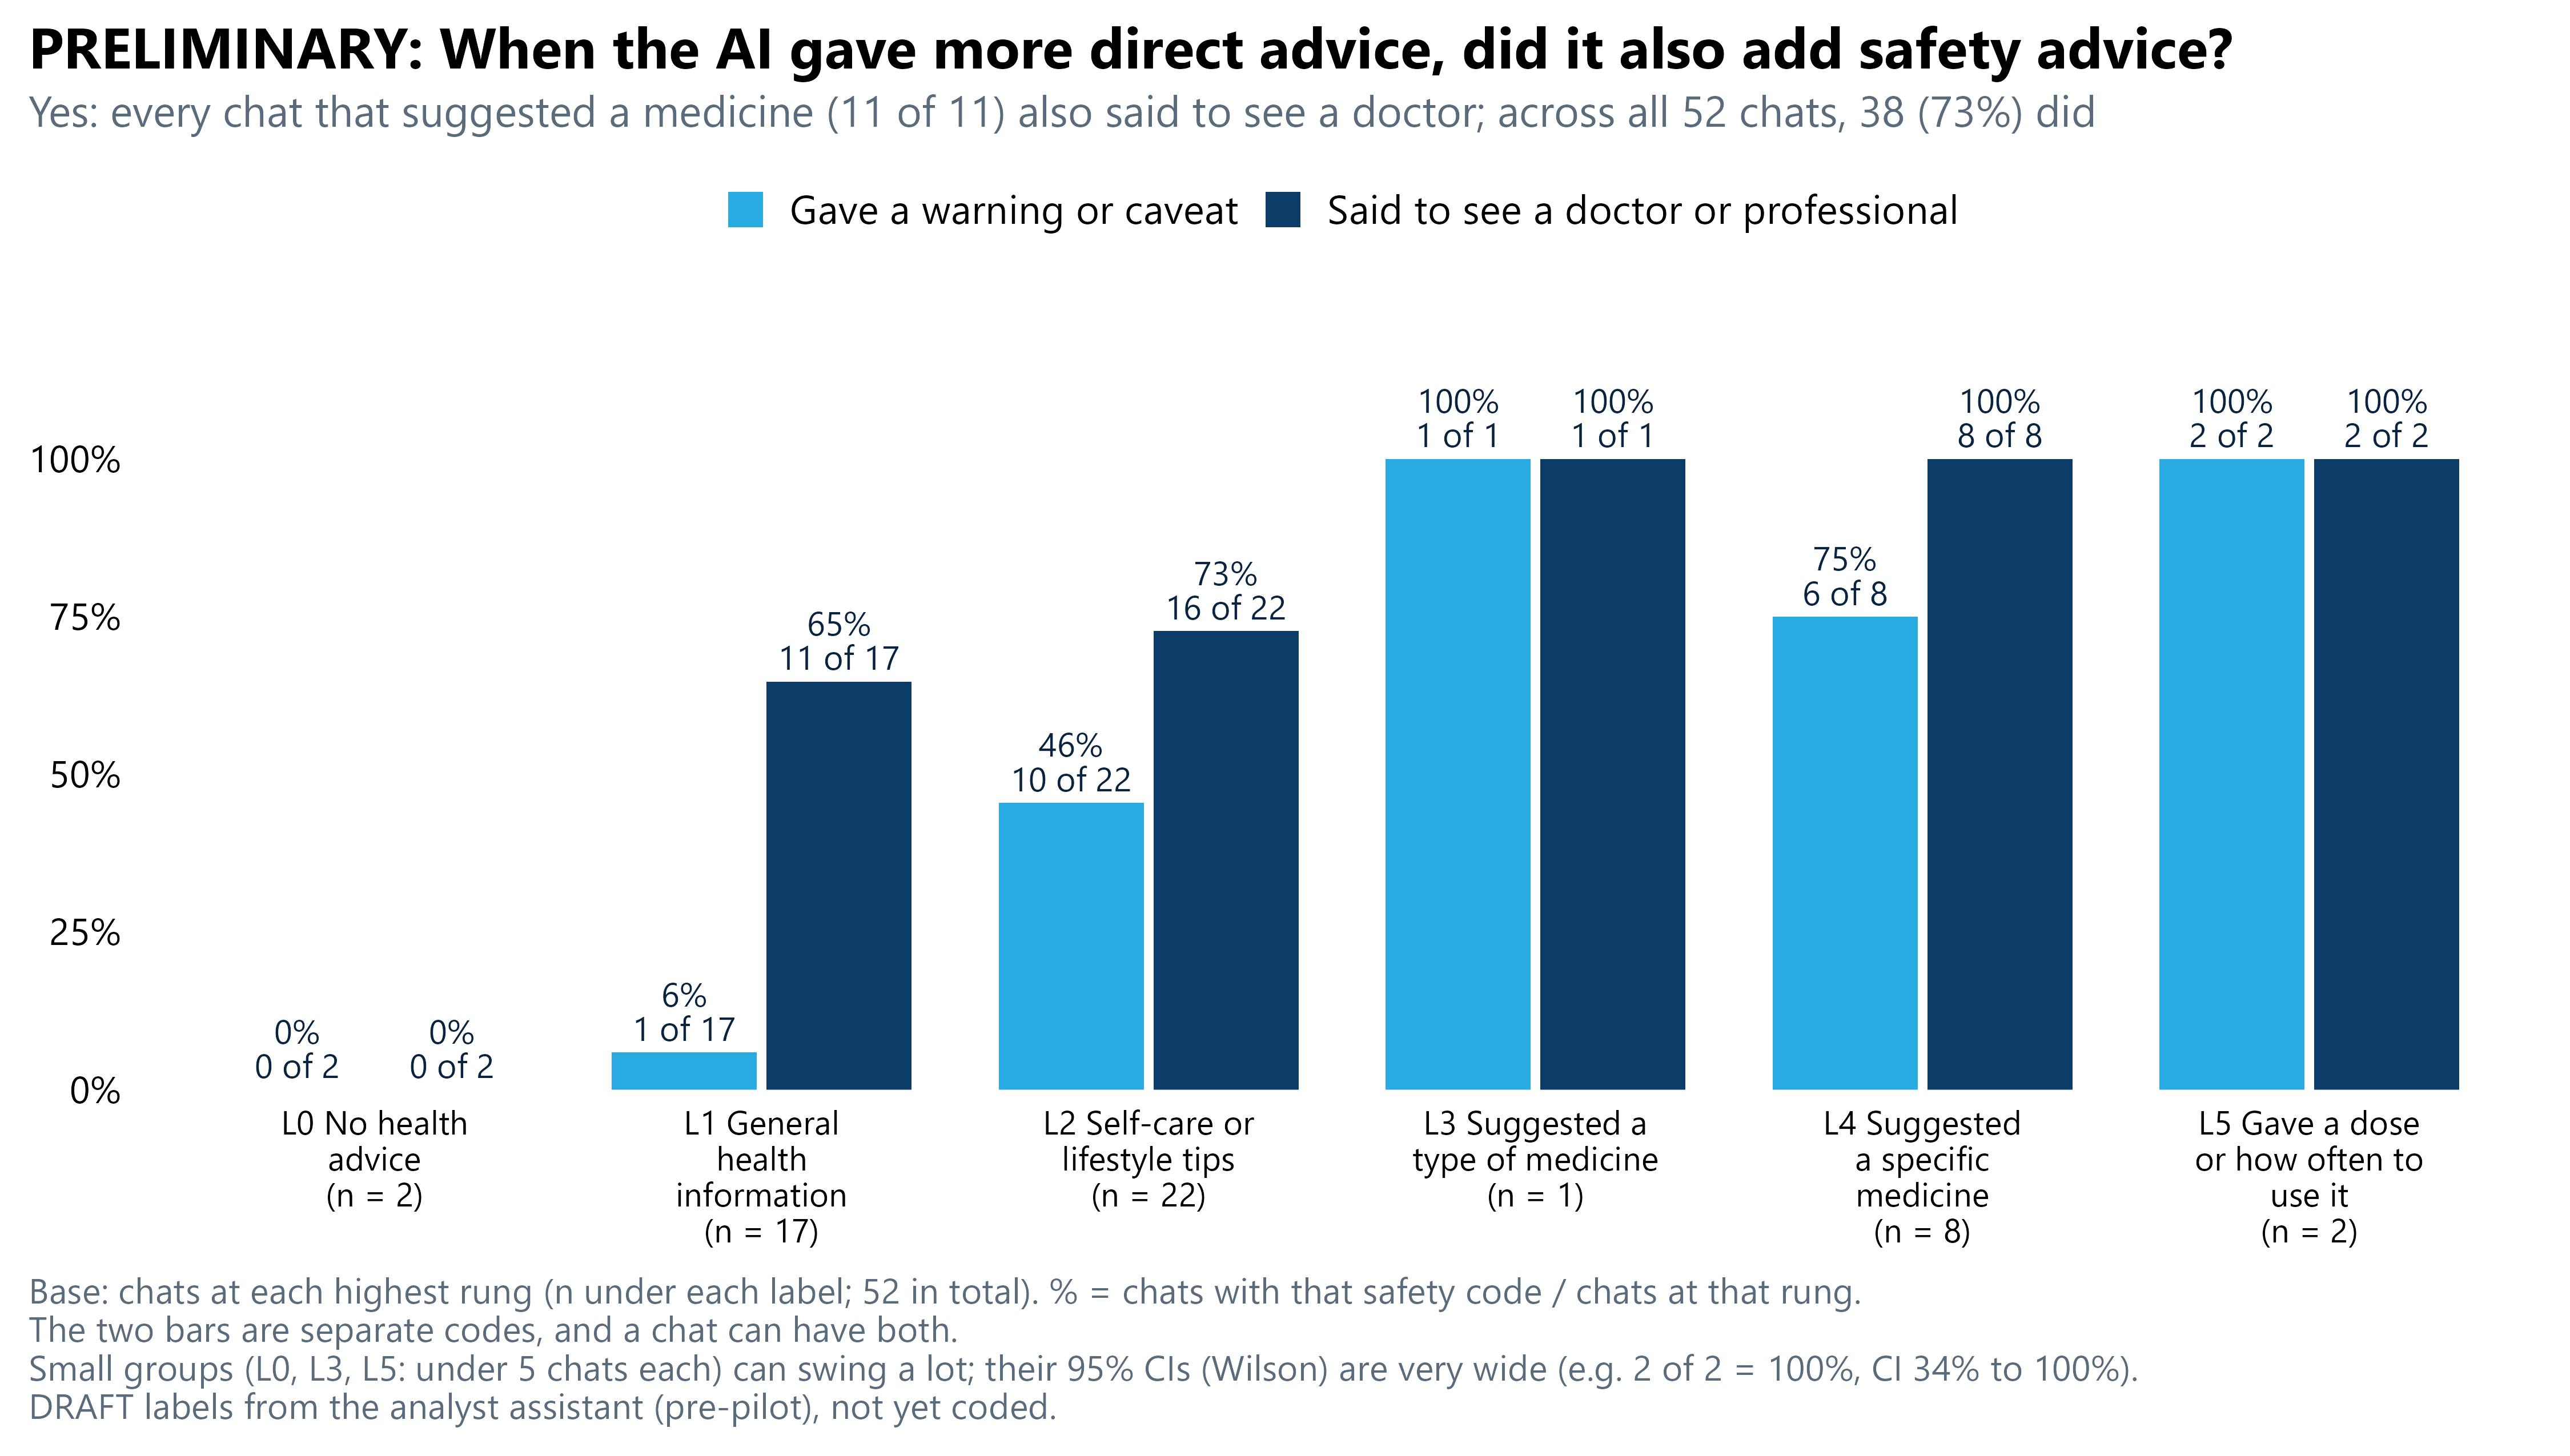 PRELIMINARY: When the AI gave more direct advice, did it also add safety advice?
Yes: every chat that suggested a medicine (11 of 11) also said to see a doctor; across all 52 chats, 38 (73%) did
Gave a warning or caveat
Said to see a doctor or professional
100%
75%
50%
25%
0%
0%
0 of 2
0%
0 of 2
6%
1 of 17
65%
11 of 17
46%
10 of 22
73%
16 of 22
100%
1 of 1
100%
1 of 1
75%
6 of 8
100%
8 of 8
100%
2 of 2
100%
2 of 2
L0 No health
advice
(n = 2)
L1 General
health
information
(n = 17)
L2 Self-care or
lifestyle tips
(n = 22)
L3 Suggested a
type of medicine
(n = 1)
L4 Suggested
a specific
medicine
(n = 8)
L5 Gave a dose
or how often to
use it
(n = 2)
Base: chats at each highest rung (n under each label; 52 in total). % = chats with that safety code / chats at that rung.
The two bars are separate codes, and a chat can have both.
Small groups (L0, L3, L5: under 5 chats each) can swing a lot; their 95% CIs (Wilson) are very wide (e.g. 2 of 2 = 100%, CI 34% to 100%).
DRAFT labels from the analyst assistant (pre-pilot), not yet coded.